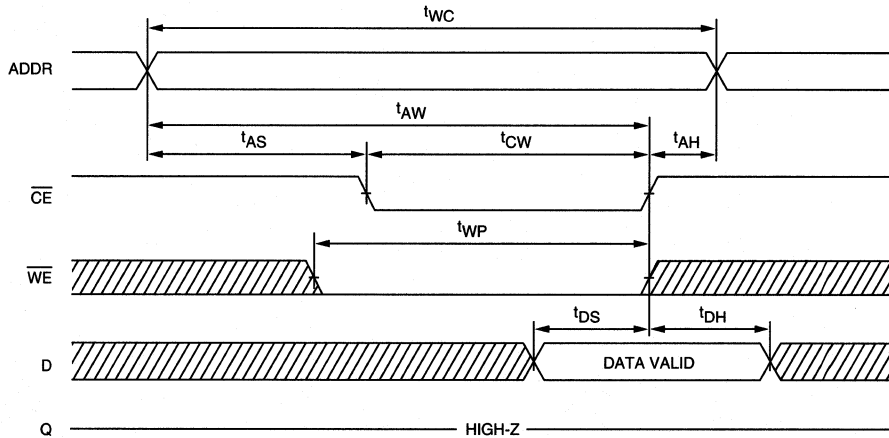 tWC
ADDR
tAW
tAS tCW tAH
CE
tWP
WE
tDS tDH
D DATA VALID
Q HIGH-Z